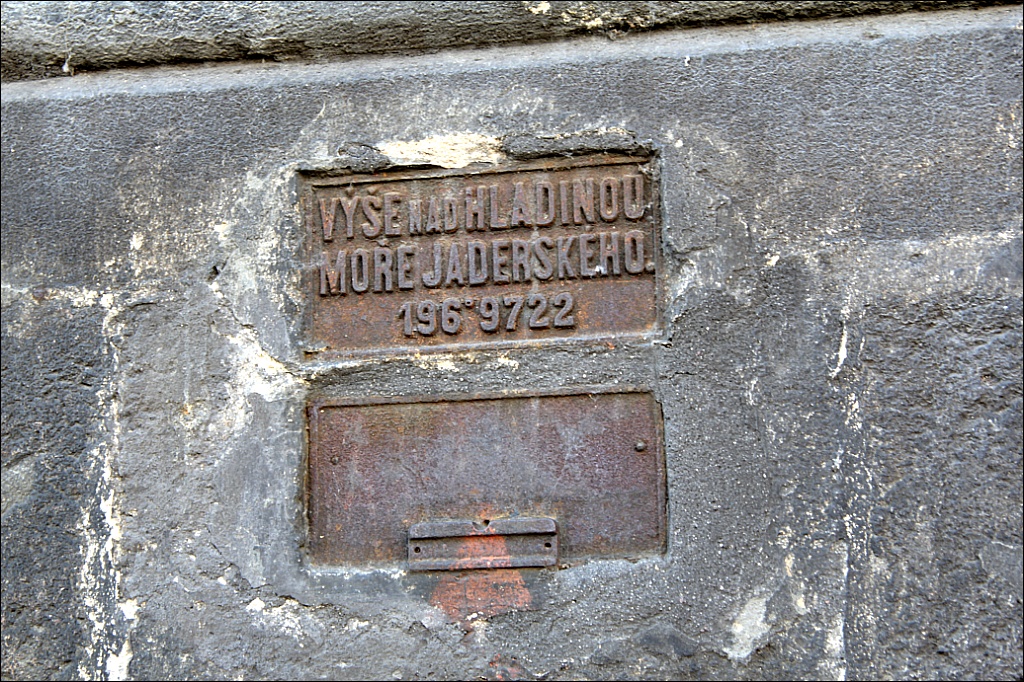 VÝŠE NAD HLADINOU
MOŘE JADERSKÉHO.
196·9722